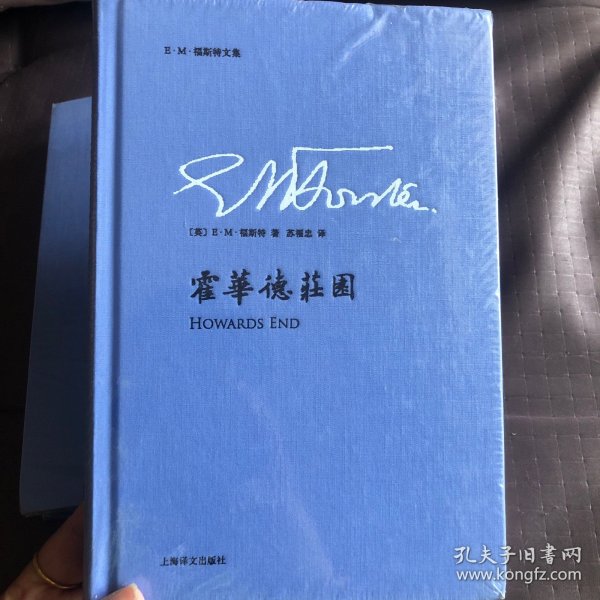 E·M·福斯特文集
E M Forster.
[英] E·M·福斯特 著 苏福忠 译
霍華德莊園
HOWARDS END
上海译文出版社
孔夫子旧书网
www.kongfz.com